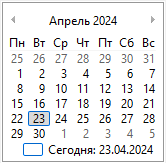 Апрель 2024
Пн Вт Ср Чт Пт Сб Вс
25 26 27 28 29 30 31
1 2 3 4 5 6 7
8 9 10 11 12 13 14
15 16 17 18 19 20 21
22 23 24 25 26 27 28
29 30 1 2 3 4 5
Сегодня: 23.04.2024